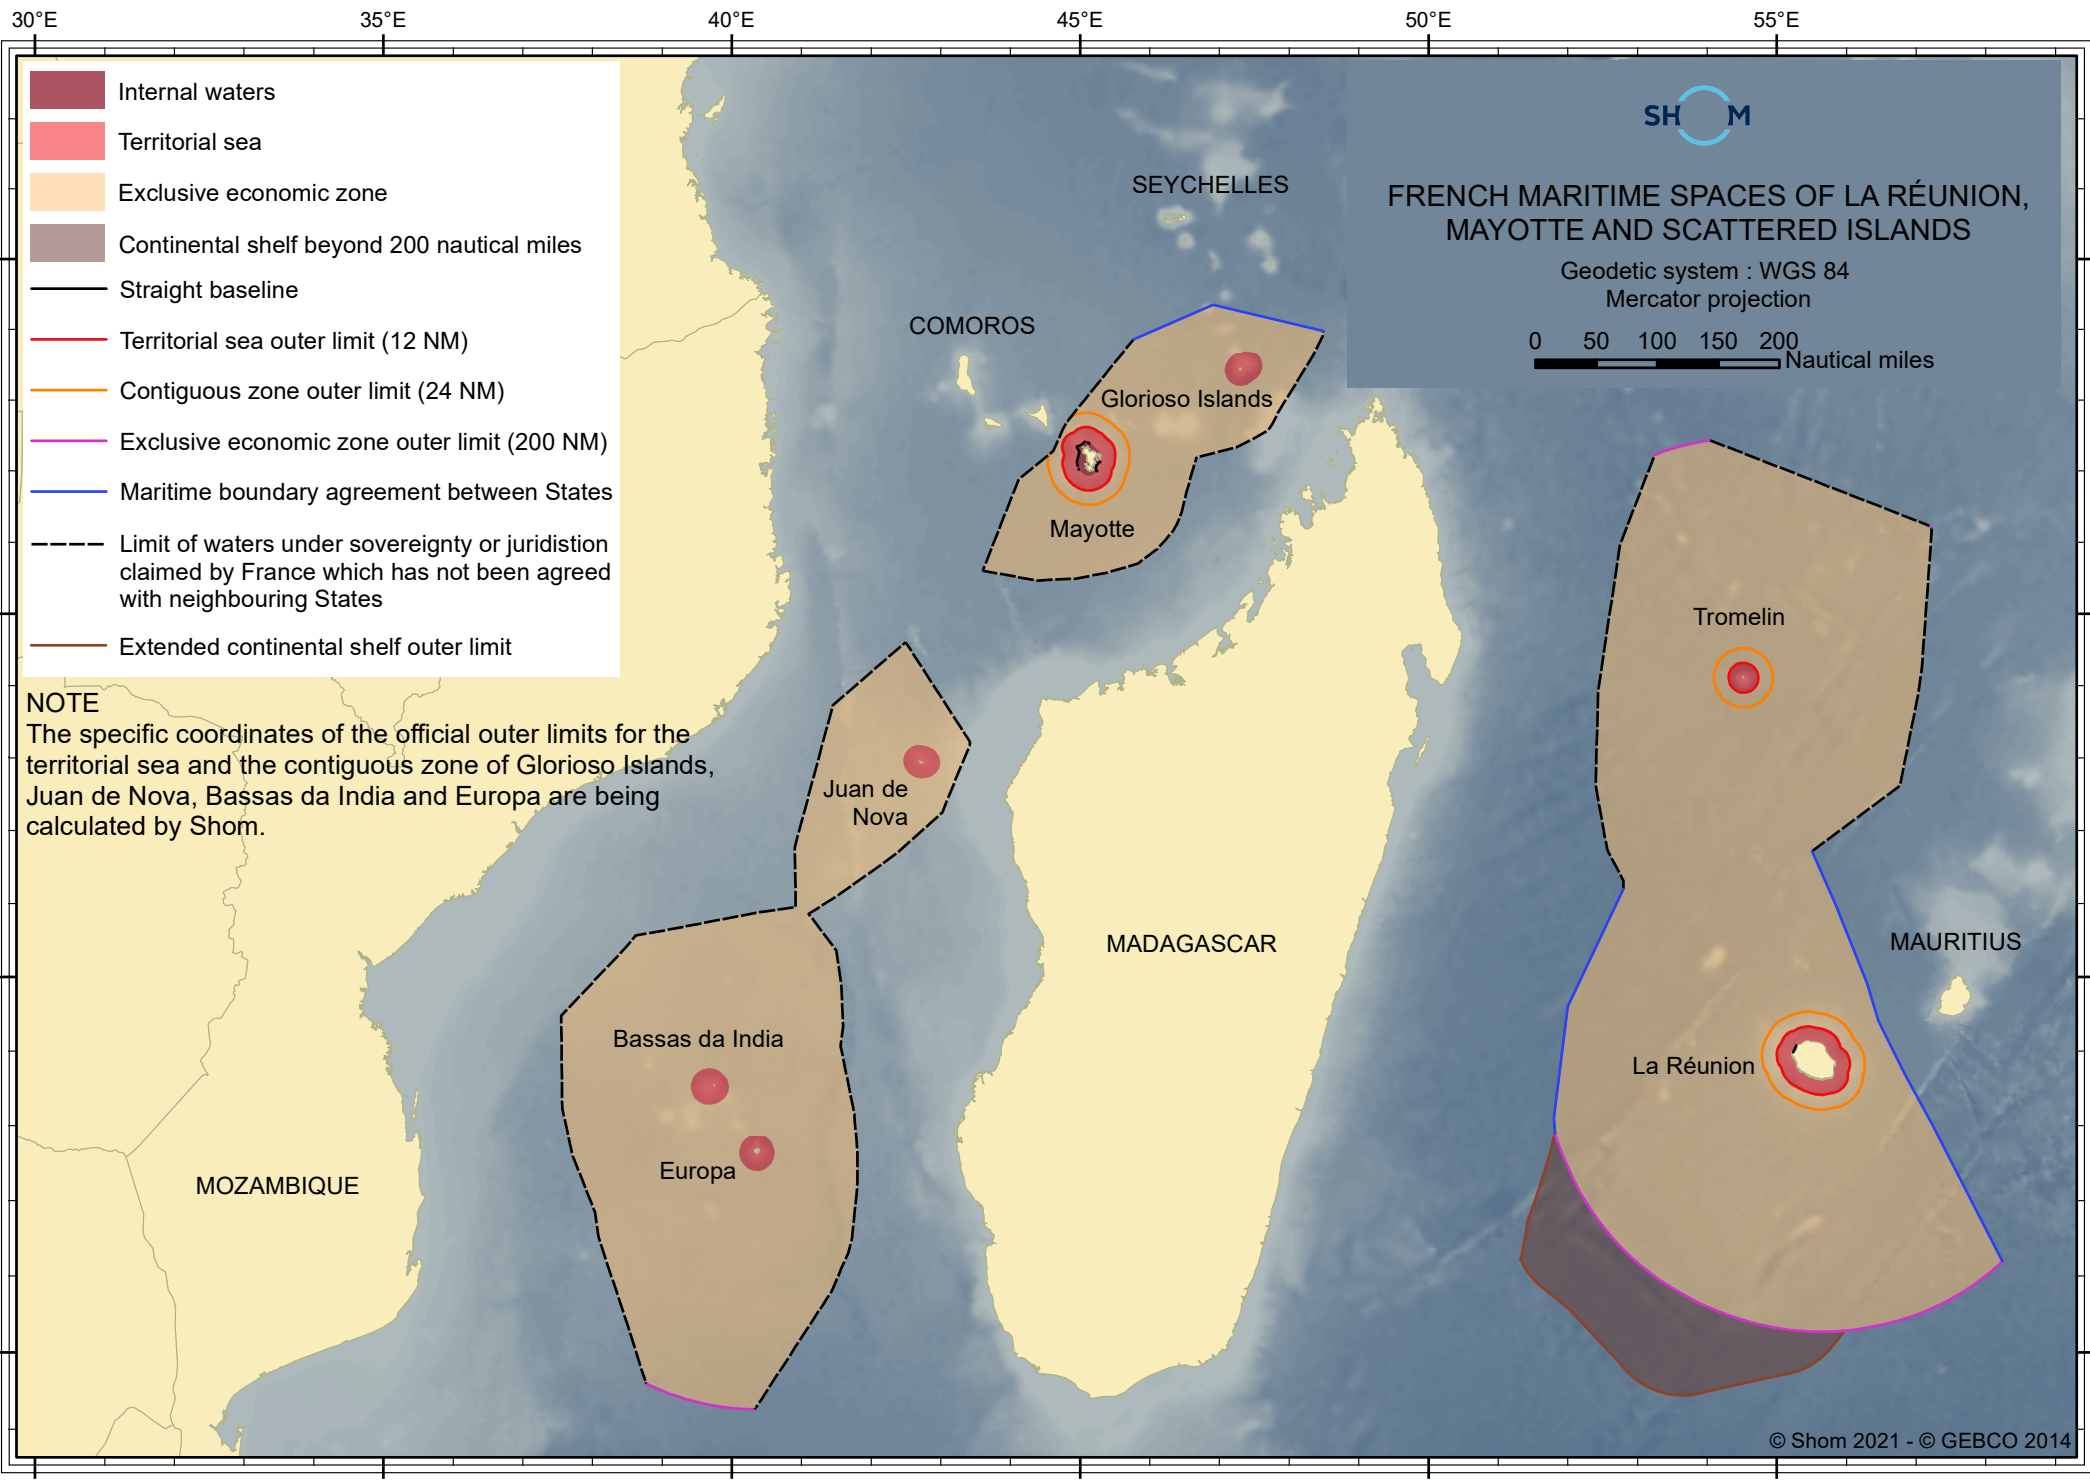 30°E
35°E
40°E
45°E
50°E
55°E
Internal waters
Territorial sea
Exclusive economic zone
Continental shelf beyond 200 nautical miles
Straight baseline
Territorial sea outer limit (12 NM)
Contiguous zone outer limit (24 NM)
Exclusive economic zone outer limit (200 NM)
Maritime boundary agreement between States
Limit of waters under sovereignty or juridistion
claimed by France which has not been agreed
with neighbouring States
Extended continental shelf outer limit
NOTE
The specific coordinates of the official outer limits for the
territorial sea and the contiguous zone of Glorioso Islands,
Juan de Nova, Bassas da India and Europa are being
calculated by Shom.
SH M
FRENCH MARITIME SPACES OF LA RÉUNION,
MAYOTTE AND SCATTERED ISLANDS
Geodetic system : WGS 84
Mercator projection
0 50 100 150 200
Nautical miles
SEYCHELLES
COMOROS
Glorioso Islands
Mayotte
Tromelin
Juan de
Nova
MADAGASCAR
MAURITIUS
Bassas da India
La Réunion
Europa
MOZAMBIQUE
© Shom 2021 - © GEBCO 2014